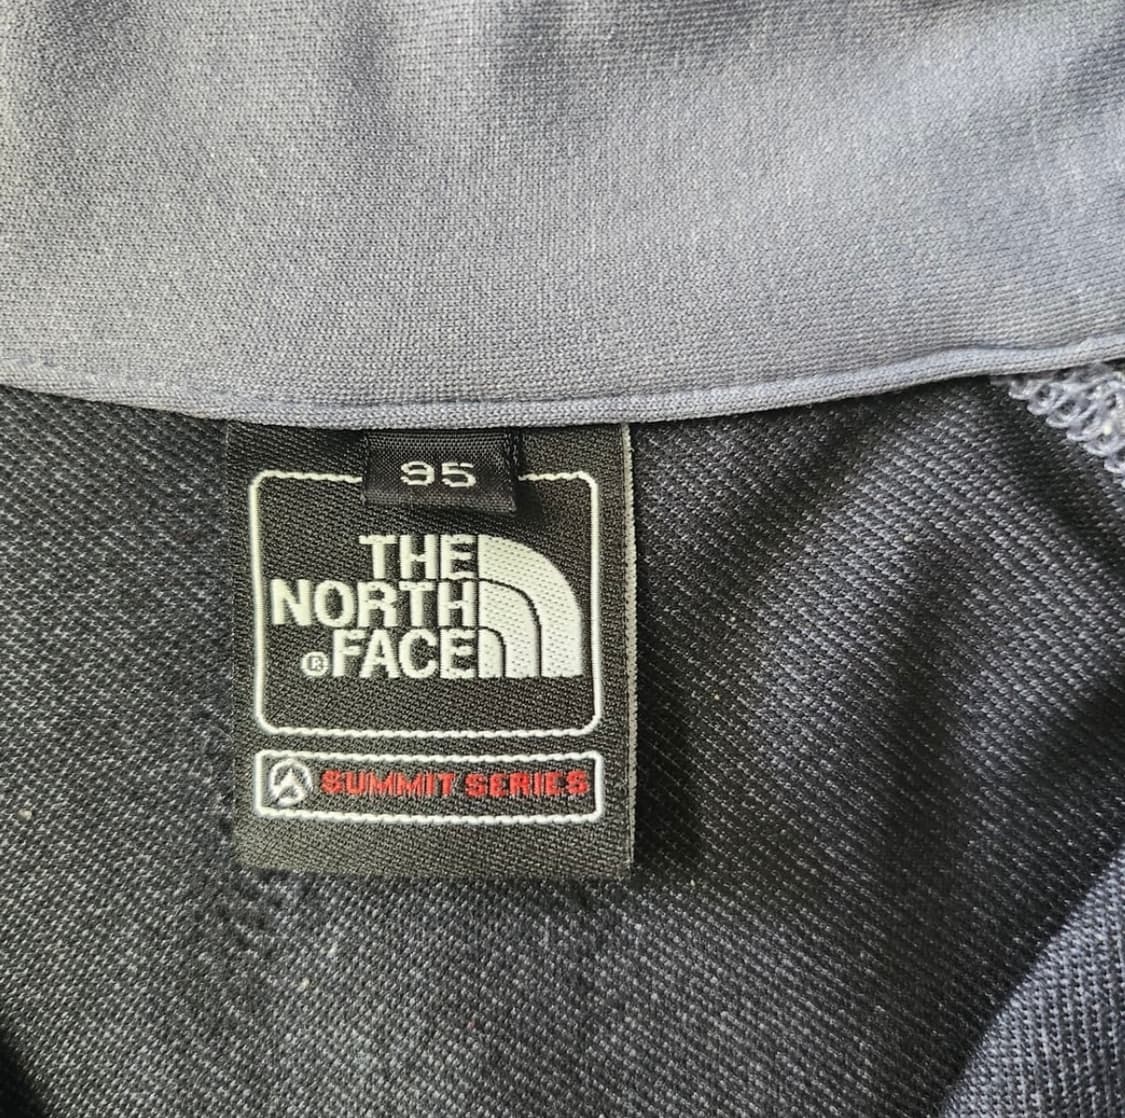 95
THE
NORTH
®FACE
SUMMIT SERIES